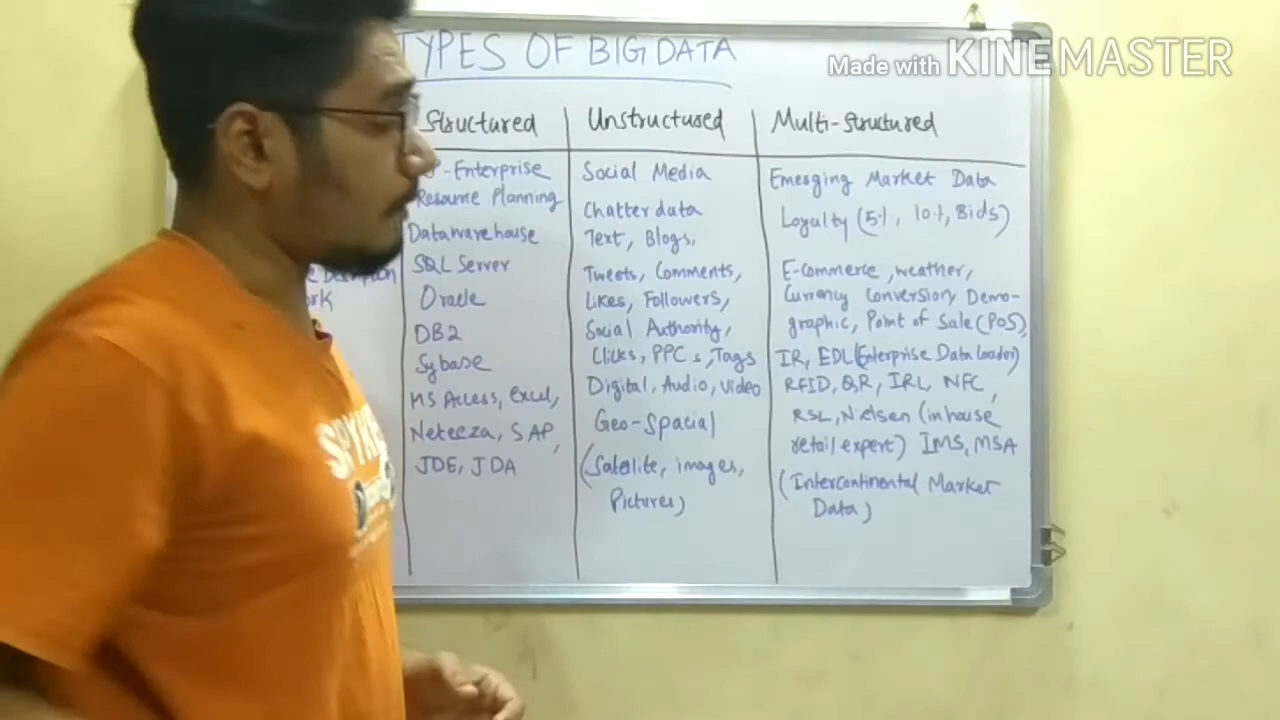 TYPES OF BIG DATA
Made with KINEMASTER
Structured
Unstructured
Multi-structured
- Enterprise
Resource Planning
Datawarehouse
SQL Server
Oracle
DB2
Sybase
MS Access, Excel,
Neteeza, SAP,
JDE, JDA
Social Media
Chatter data
Text, Blogs,
Tweets, Comments,
Likes, Followers,
Social Authority,
Clicks, PPC s, Tags
Digital, Audio, Video
Geo-Spacial
(Satellite, images,
Pictures)
Emerging Market Data
Loyalty (5%, 10%, Bids)
E-commerce, weather,
Currency Conversion, Demo-
graphic, Point of Sale (POS),
IR, EDL (Enterprise Data Loader)
RFID, QR, IRL, NFC,
RSL, Nielsen (in house
retail expert) IMS, MSA
(Intercontinental Market
Data)